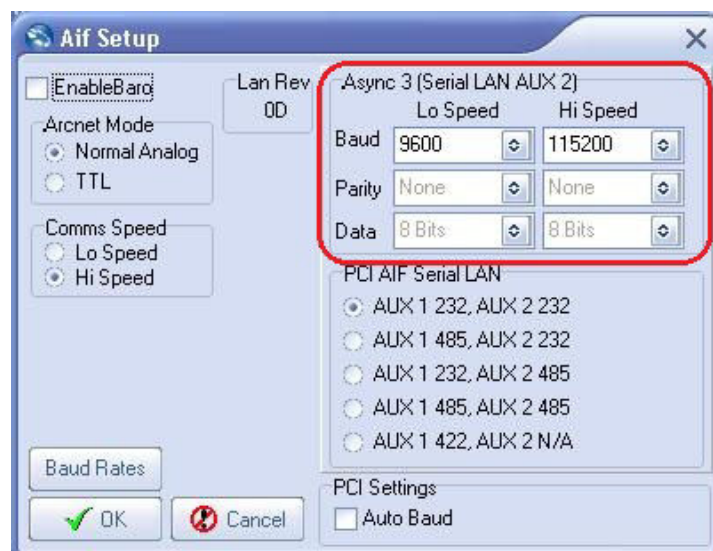 Aif Setup
EnableBaro
Lan Rev
0D
Arcnet Mode
Normal Analog
TTL
Comms Speed
Lo Speed
Hi Speed
Async 3 (Serial LAN AUX 2)
Lo Speed Hi Speed
Baud 9600 115200
Parity None None
Data 8 Bits 8 Bits
PCI AIF Serial LAN
AUX 1 232, AUX 2 232
AUX 1 485, AUX 2 232
AUX 1 232, AUX 2 485
AUX 1 485, AUX 2 485
AUX 1 422, AUX 2 N/A
Baud Rates
OK Cancel
PCI Settings
Auto Baud